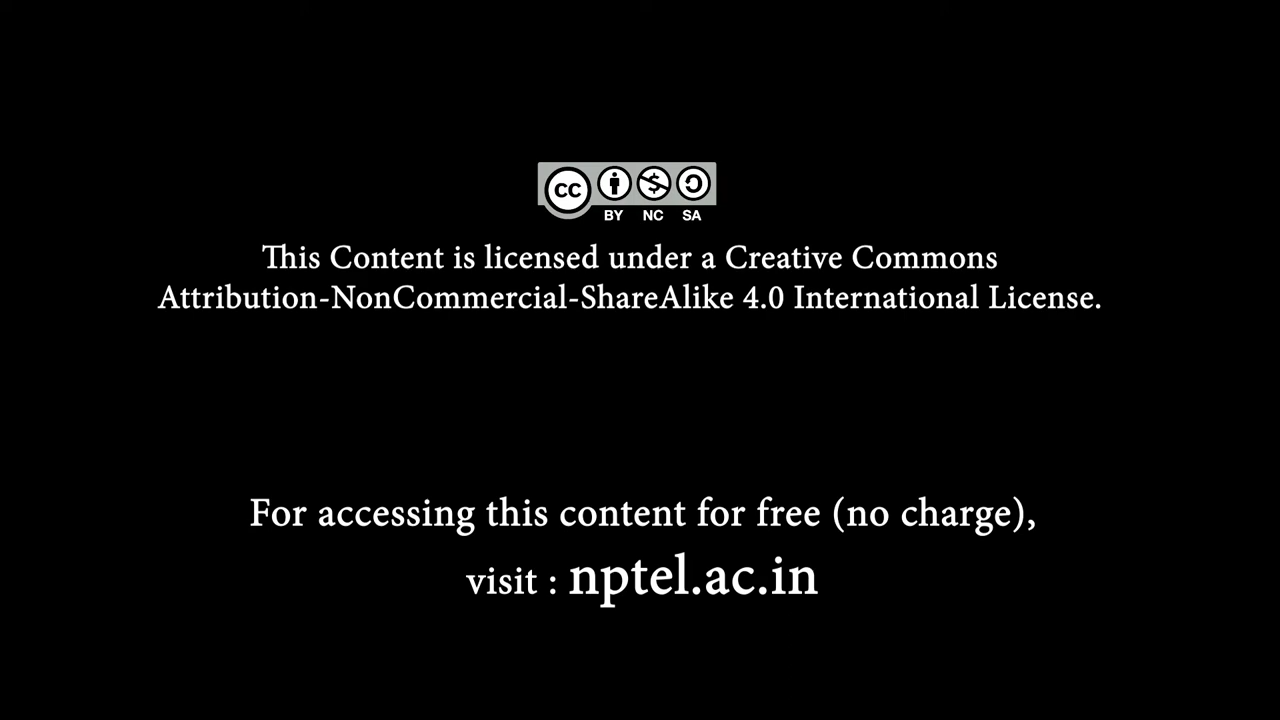 cc
BY NC SA
This Content is licensed under a Creative Commons
Attribution-NonCommercial-ShareAlike 4.0 International License.
For accessing this content for free (no charge),
visit : nptel.ac.in